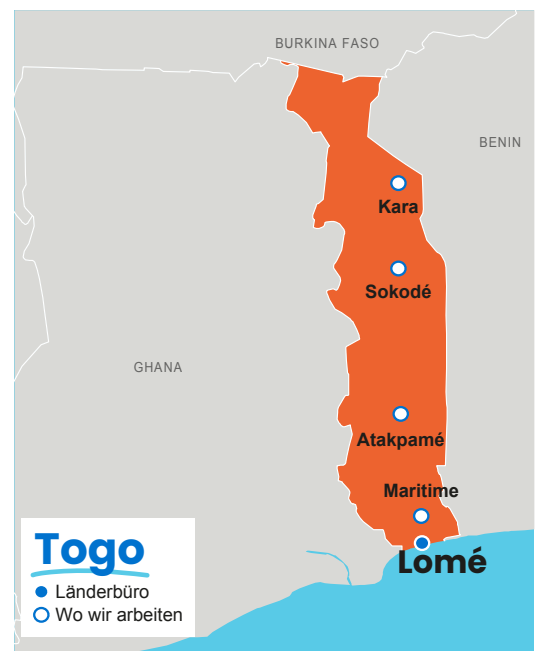 BURKINA FASO
BENIN
Kara
Sokodé
GHANA
Atakpamé
Maritime
Lomé
Togo
Länderbüro
Wo wir arbeiten